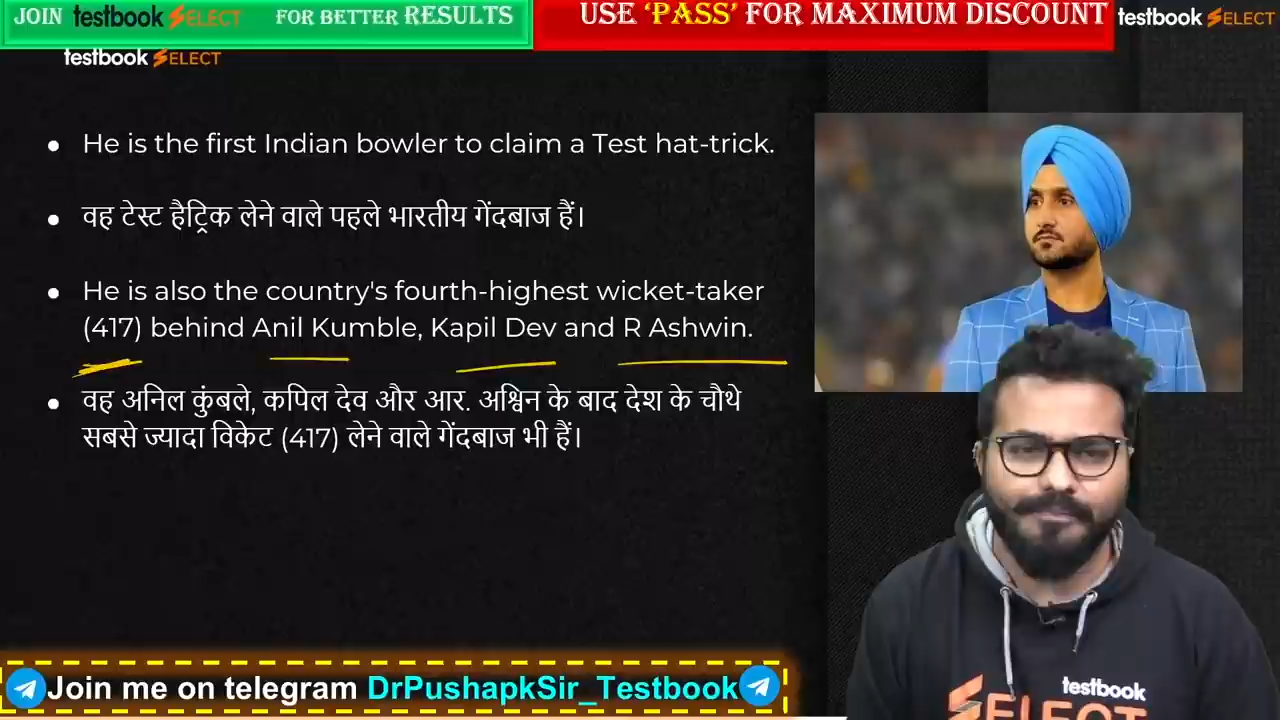 JOIN testbook SELECT FOR BETTER RESULTS
USE ‘PASS’ FOR MAXIMUM DISCOUNT
testbook SELECT
testbook SELECT
He is the first Indian bowler to claim a Test hat-trick.
वह टेस्ट हैट्रिक लेने वाले पहले भारतीय गेंदबाज हैं।
He is also the country's fourth-highest wicket-taker
(417) behind Anil Kumble, Kapil Dev and R Ashwin.
वह अनिल कुंबले, कपिल देव और आर. अश्विन के बाद देश के चौथे
सबसे ज्यादा विकेट (417) लेने वाले गेंदबाज भी हैं।
Join me on telegram DrPushapkSir_Testbook
testbook
SELECT